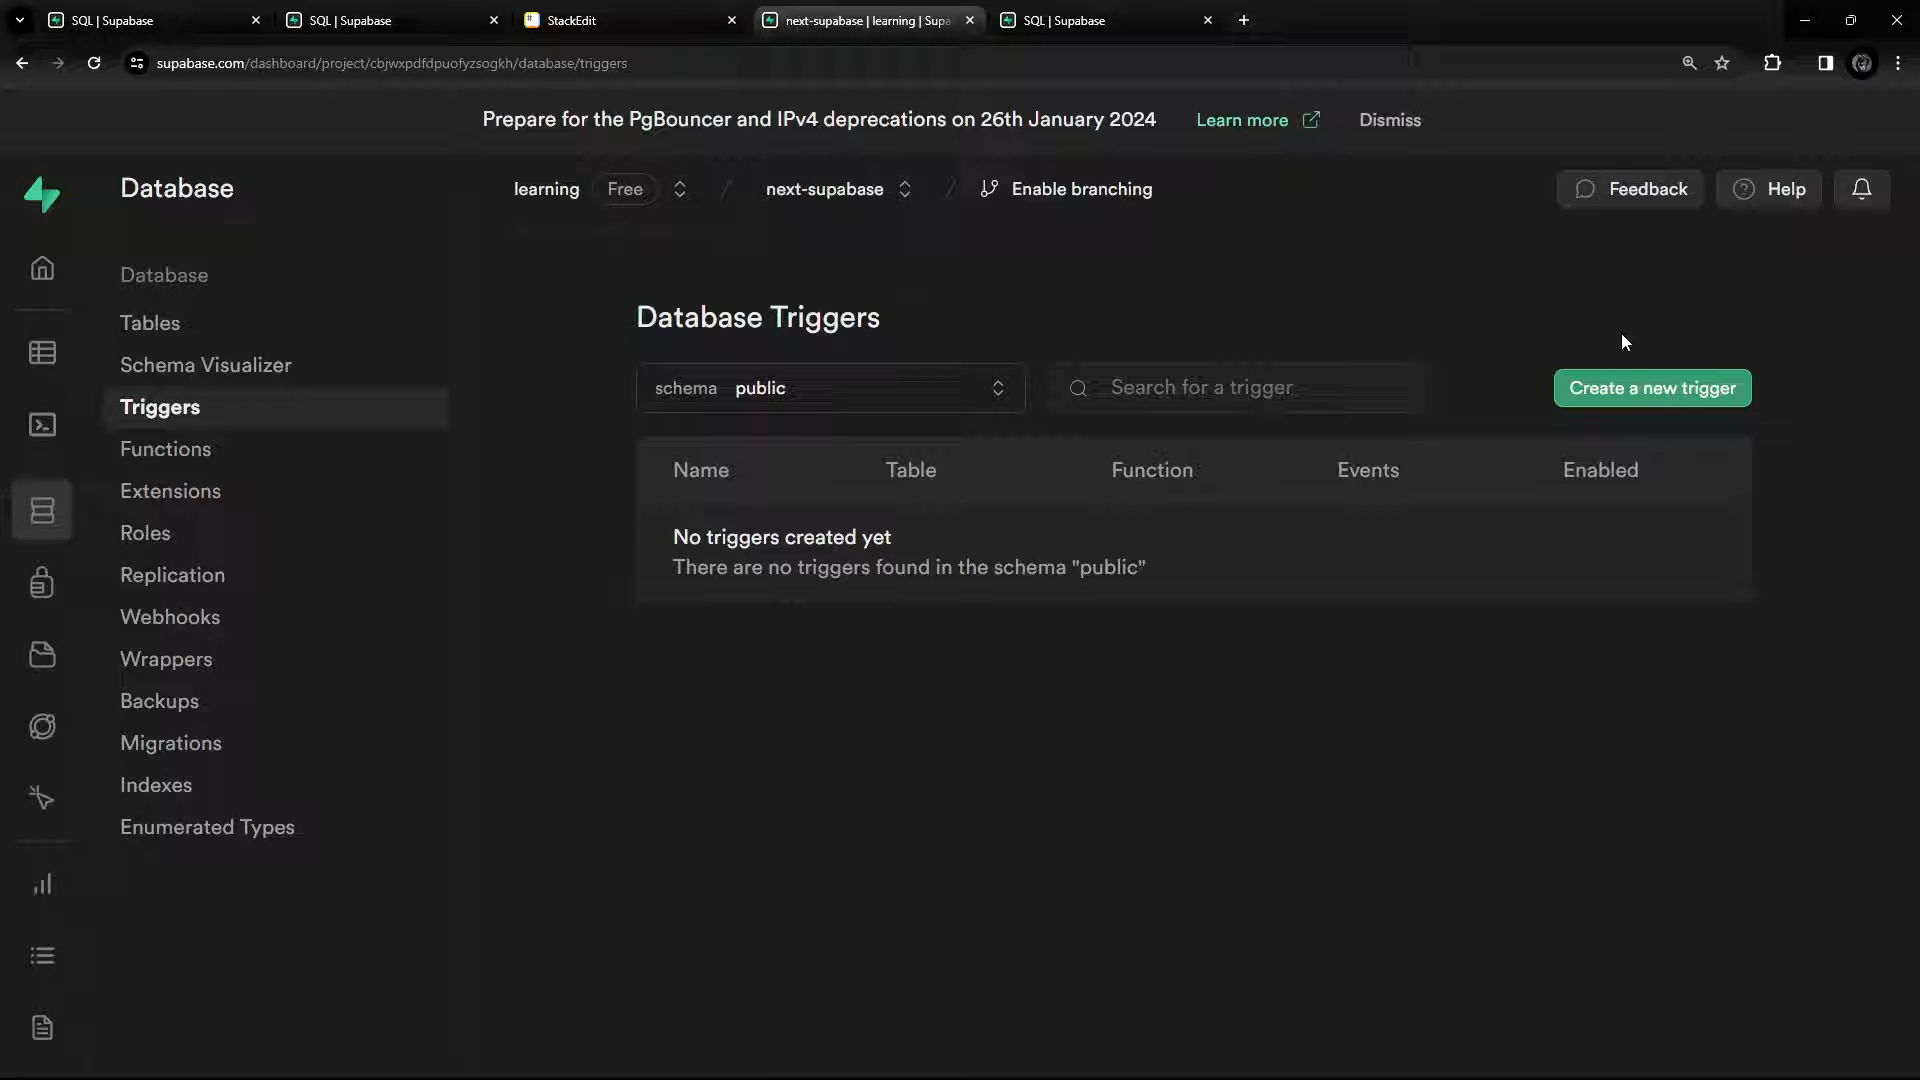 SQL | Supabase
SQL | Supabase
StackEdit
next-supabase | learning | Supa
SQL | Supabase
supabase.com/dashboard/project/cbjwxpdfdpuofyzsogkh/database/triggers
Prepare for the PgBouncer and IPv4 deprecations on 26th January 2024
Learn more
Dismiss
Database
learning
Free
/
next-supabase
/
Enable branching
Feedback
Help
Database
Tables
Schema Visualizer
Triggers
Functions
Extensions
Roles
Replication
Webhooks
Wrappers
Backups
Migrations
Indexes
Enumerated Types
Database Triggers
schema public
Search for a trigger
Create a new trigger
Name Table Function Events Enabled
No triggers created yet
There are no triggers found in the schema "public"